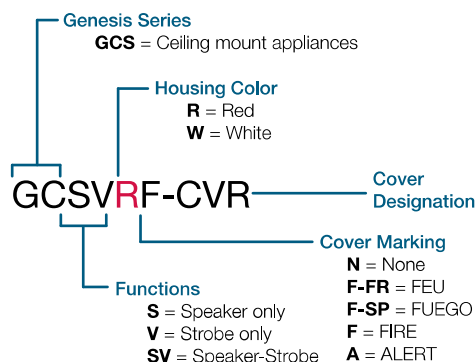 Genesis Series
GCS = Ceiling mount appliances
Housing Color
R = Red
W = White
GCSVRF-CVR
Cover
Designation
Cover Marking
N = None
F-FR = FEU
F-SP = FUEGO
F = FIRE
A = ALERT
Functions
S = Speaker only
V = Strobe only
SV = Speaker-Strobe